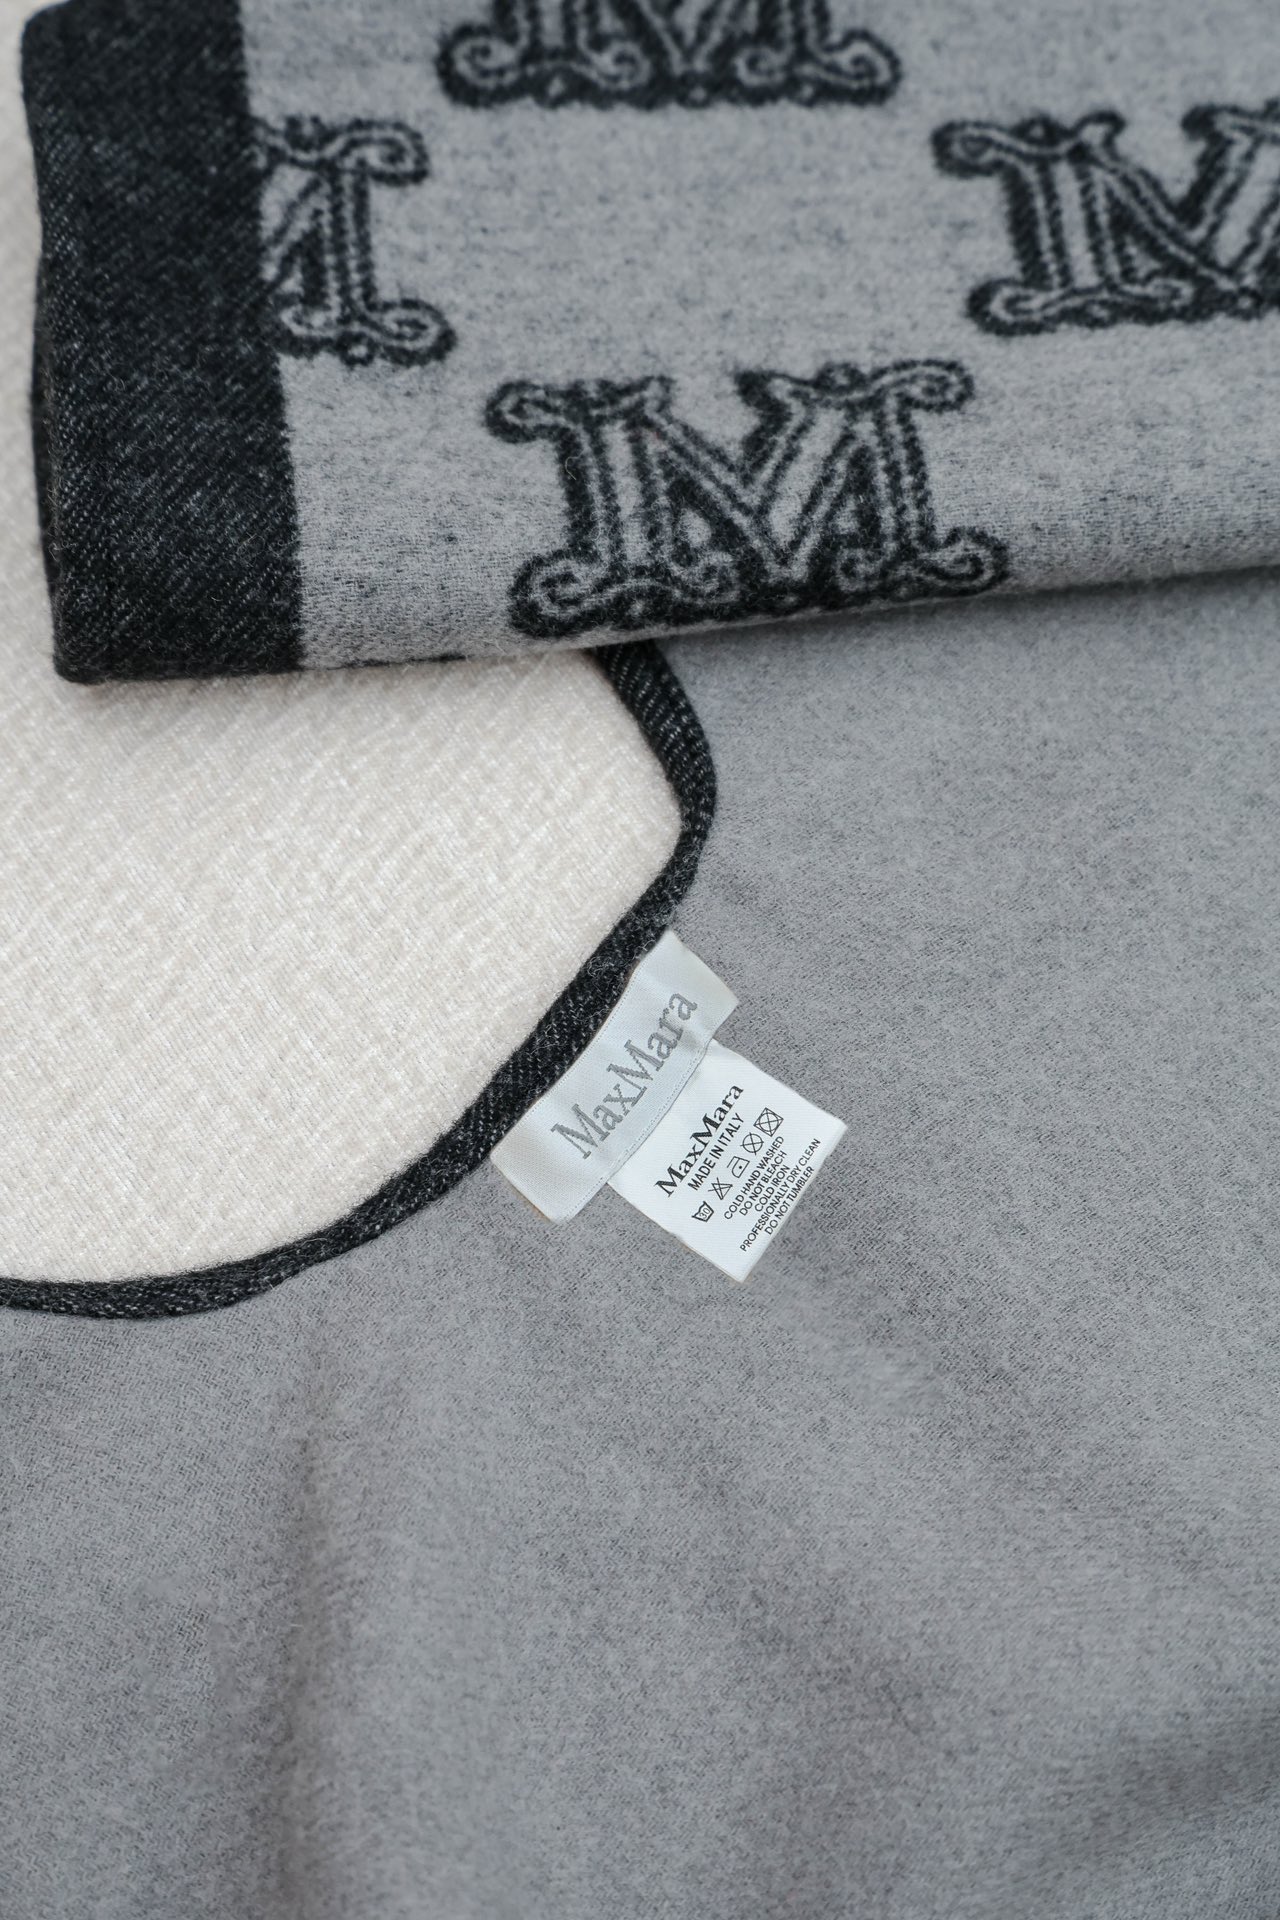 M
M
M
M
MaxMara
MaxMara
MADE IN ITALY
30
COLD HAND WASHED
DO NOT BLEACH
COLD IRON
PROFESSIONALLY DRY CLEAN
DO NOT TUMBLER